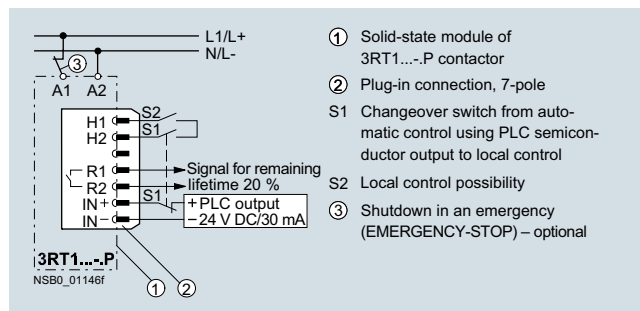 L1/L+
N/L-
3
A1 A2
H1 S2
H2 S1
R1 Signal for remaining
R2 lifetime 20 %
IN + S1 + PLC output
IN − − 24 V DC/30 mA
3RT1...-.P
NSB0_01146f
1 2
1 Solid-state module of
3RT1...-.P contactor
2 Plug-in connection, 7-pole
S1 Changeover switch from auto-
matic control using PLC semicon-
ductor output to local control
S2 Local control possibility
3 Shutdown in an emergency
(EMERGENCY-STOP) – optional